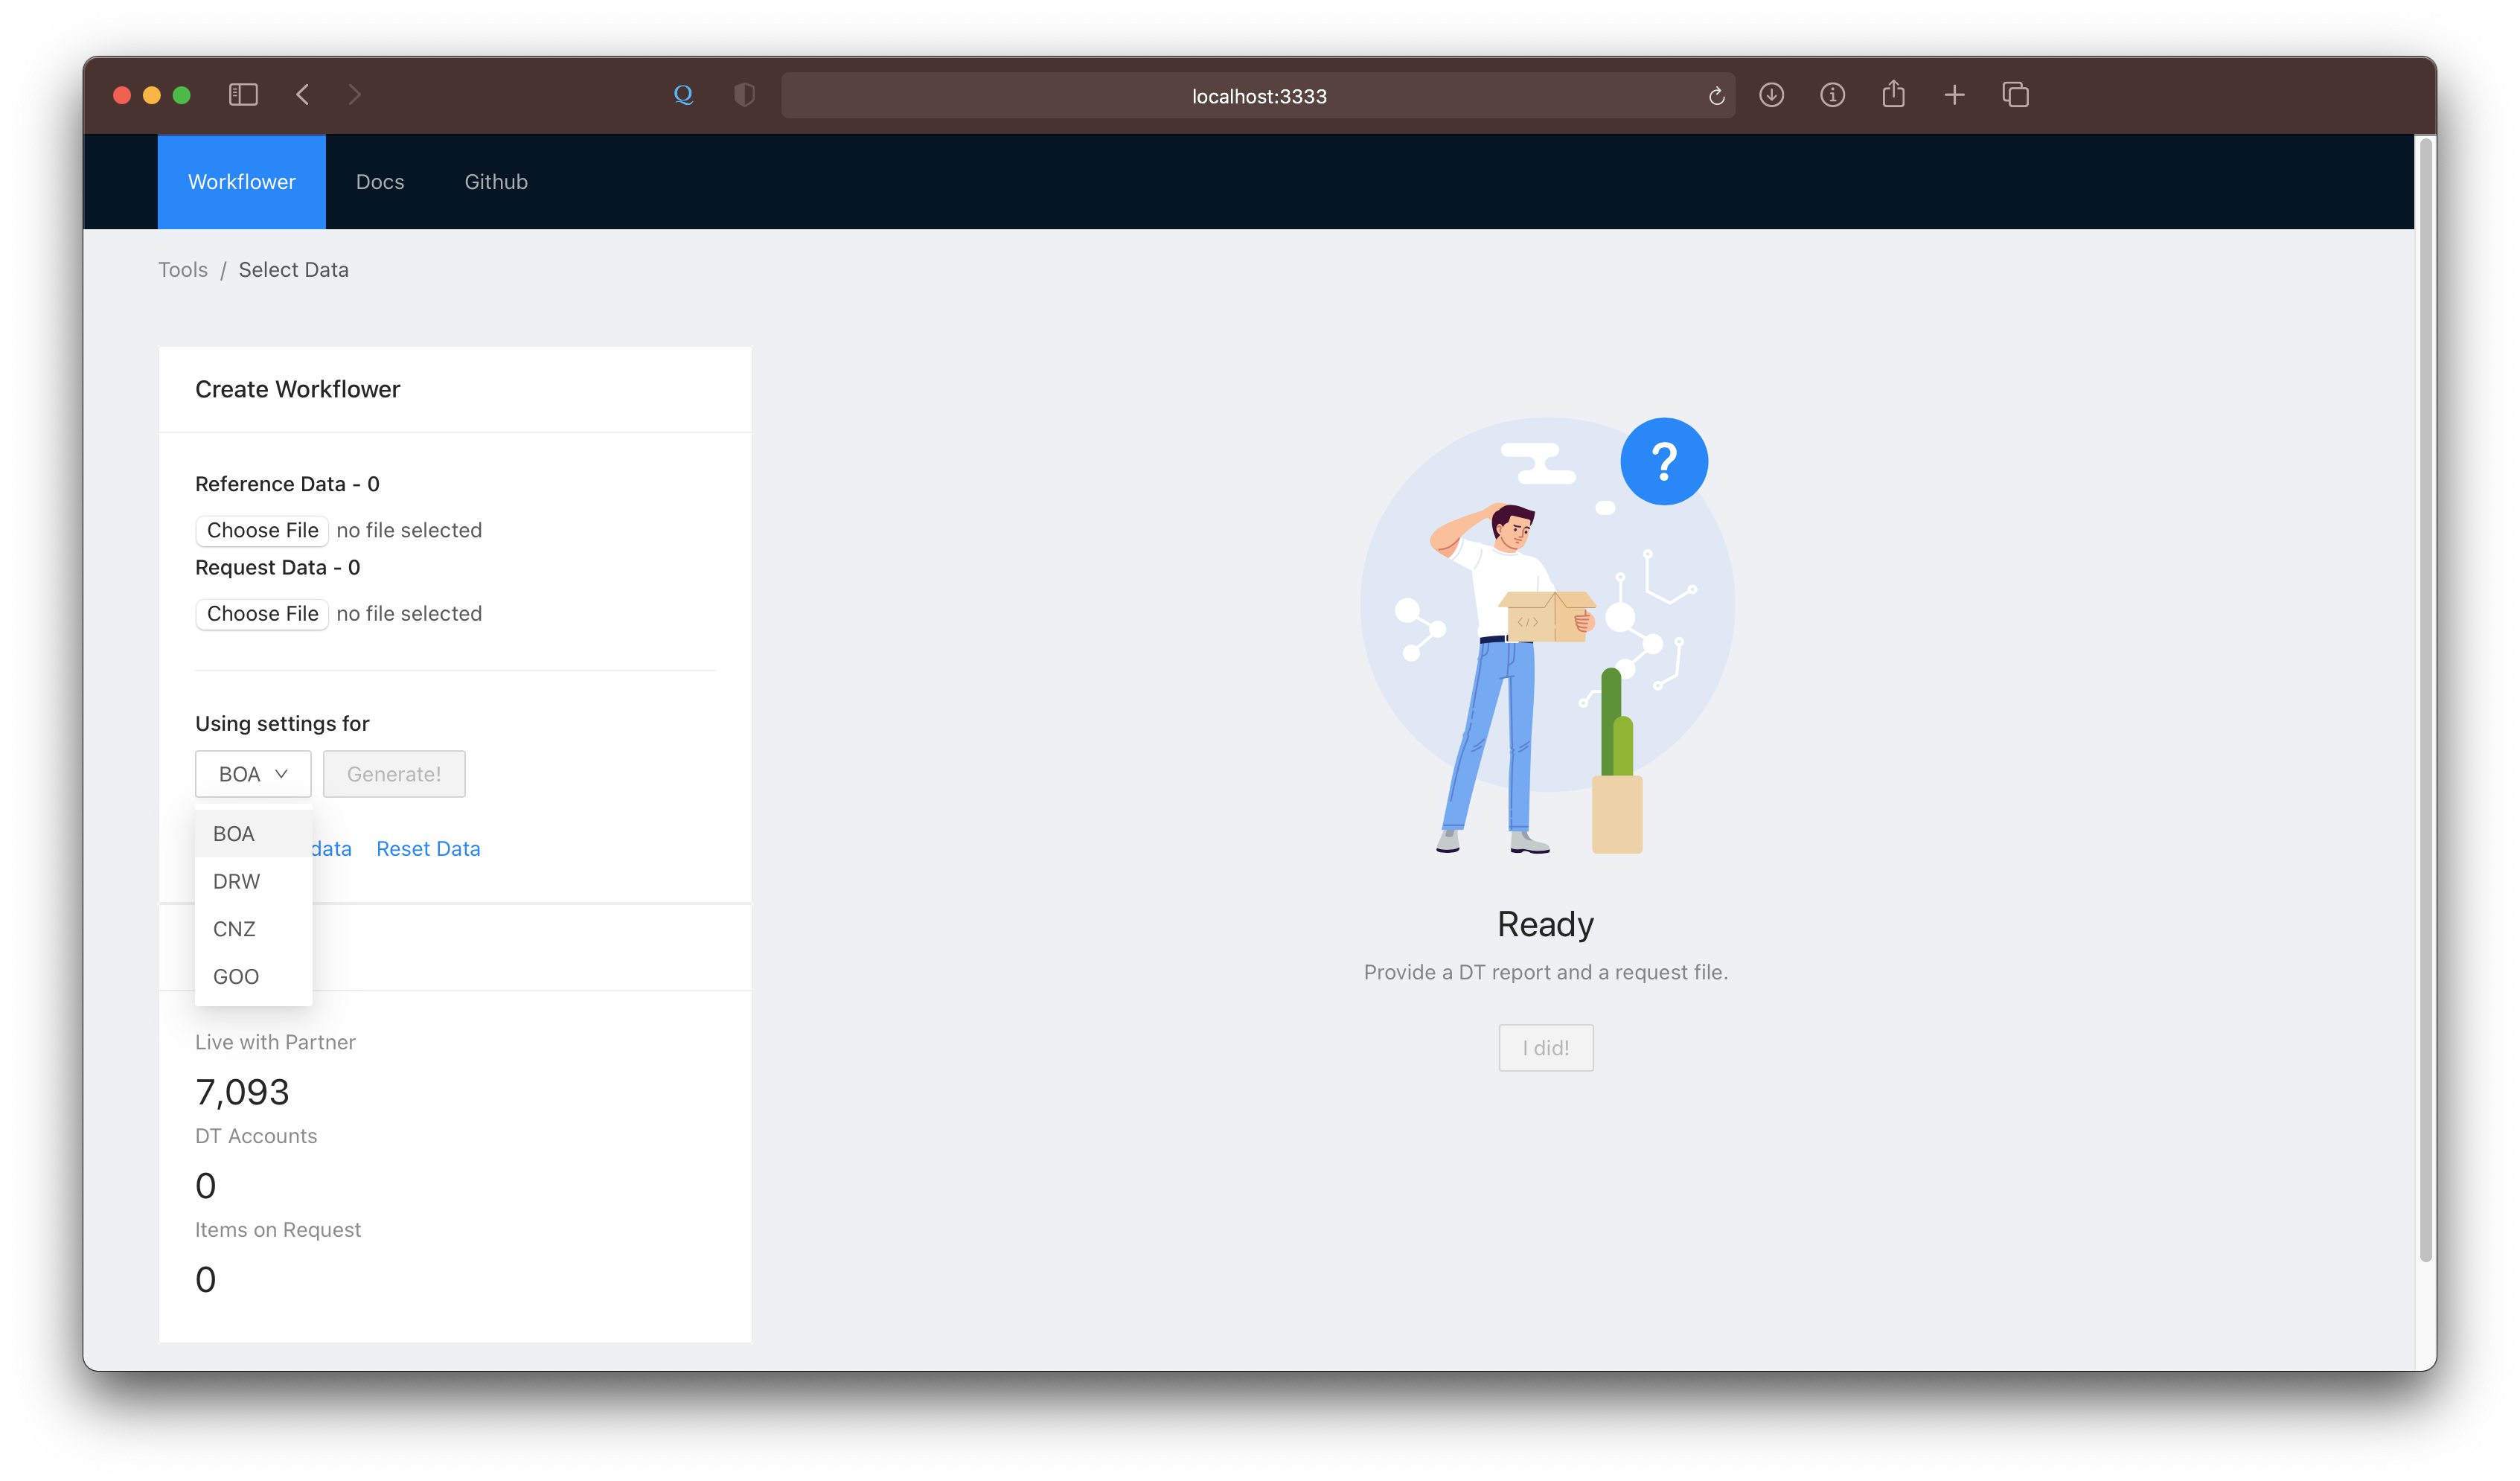 localhost:3333
Workflower Docs Github
Tools / Select Data
Create Workflower
Reference Data - 0
Choose File no file selected
Request Data - 0
Choose File no file selected
Using settings for
BOA Generate!
BOA
data Reset Data
DRW
CNZ
GOO
Live with Partner
7,093
DT Accounts
0
Items on Request
0
?
</>
Ready
Provide a DT report and a request file.
I did!